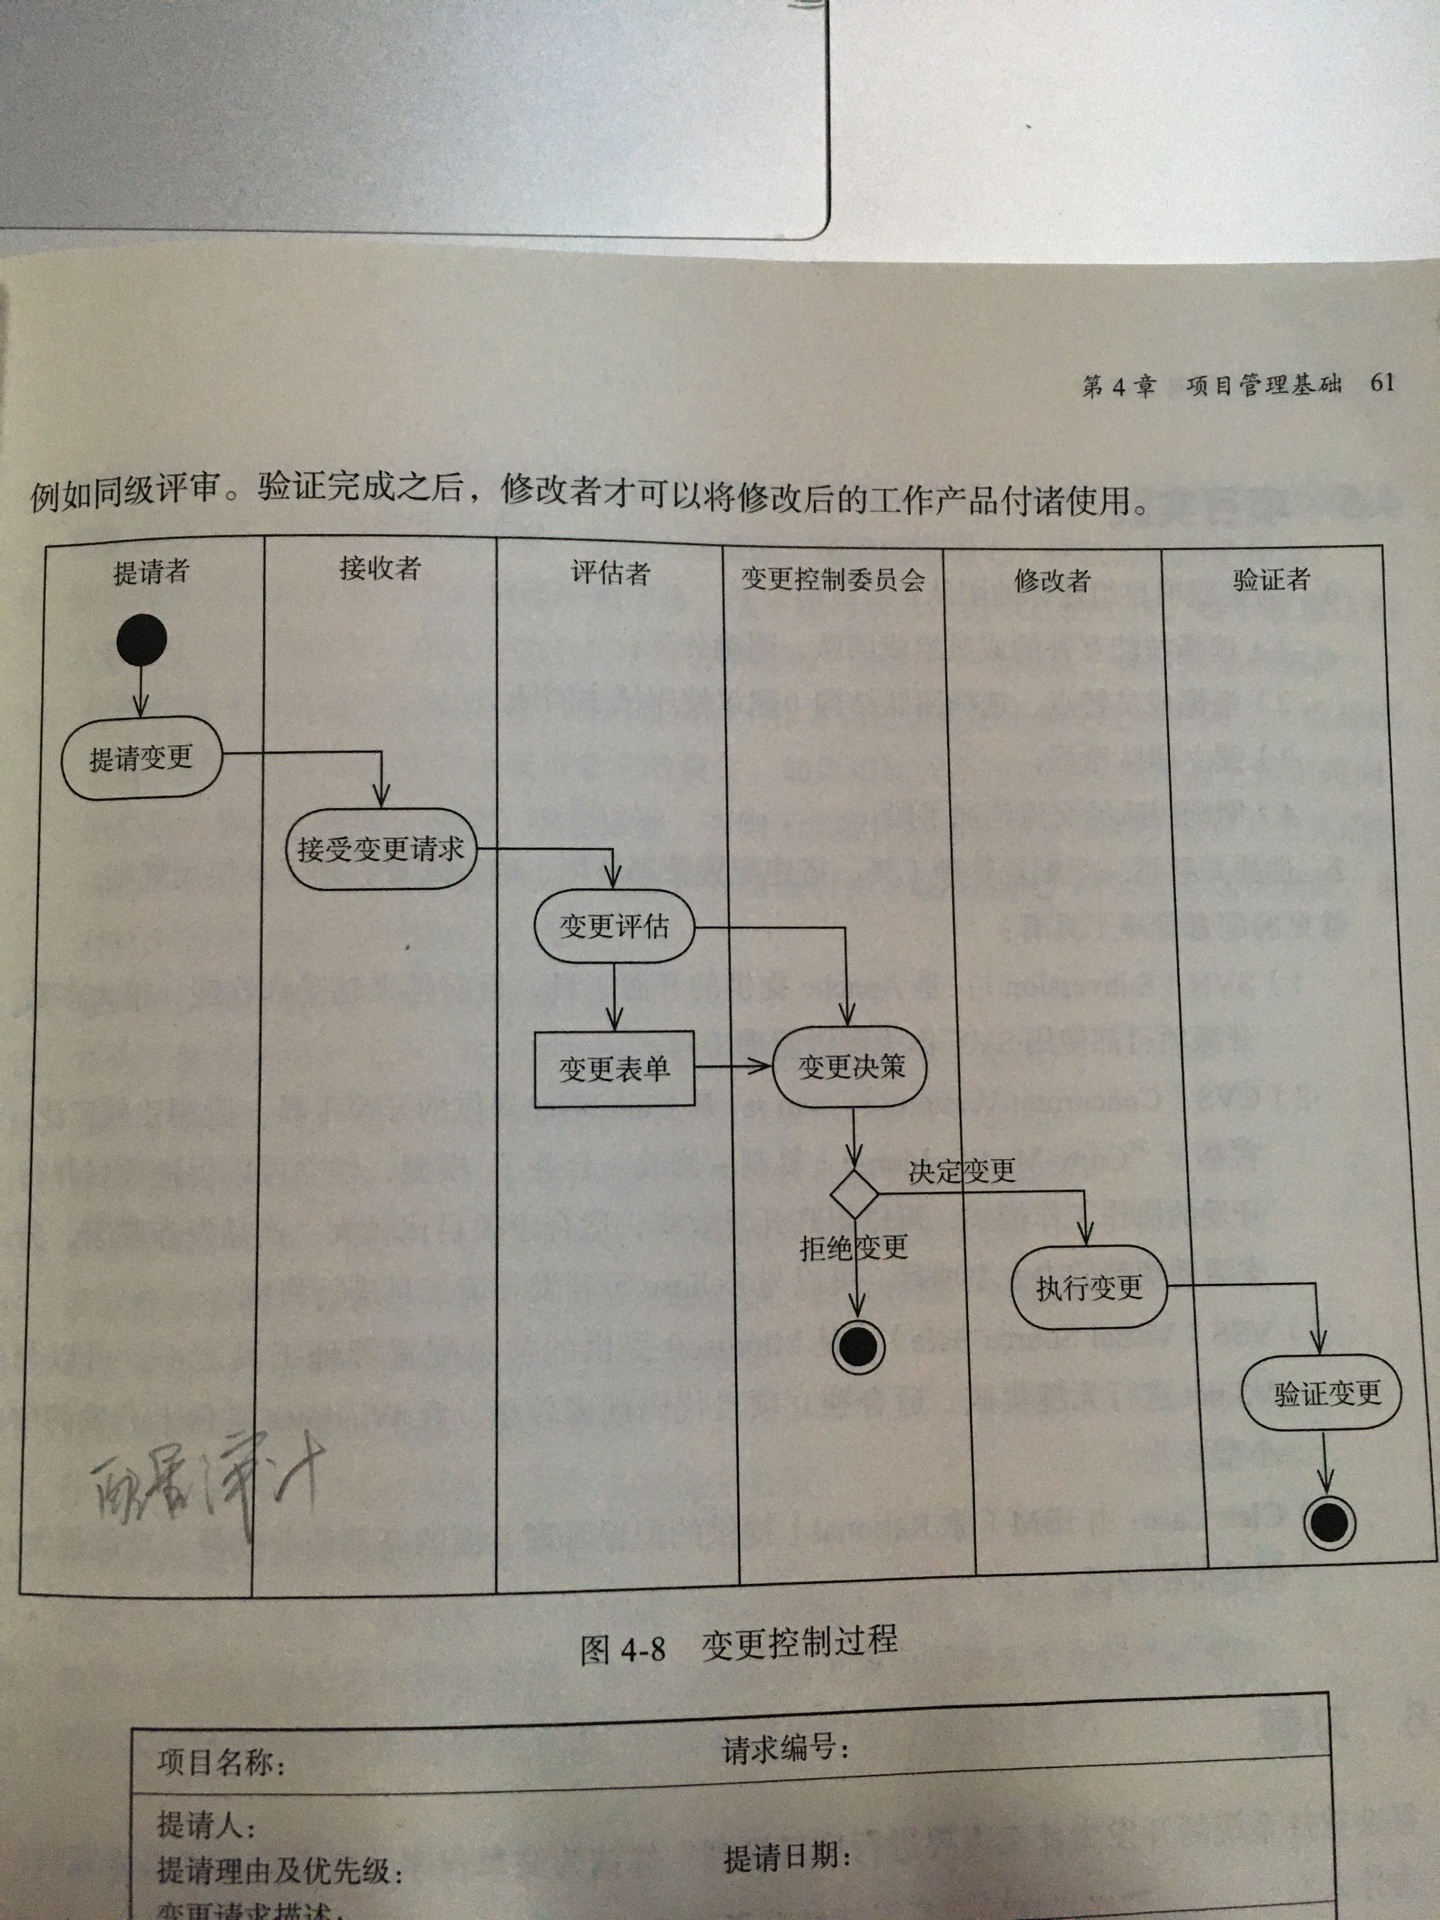 第4章 项目管理基础 61
例如同级评审。验证完成之后，修改者才可以将修改后的工作产品付诸使用。
提请者 接收者 评估者 变更控制委员会 修改者 验证者
提请变更
接受变更请求
变更评估
变更表单 变更决策
决定变更
拒绝变更
执行变更
验证变更
图 4-8 变更控制过程
项目名称： 请求编号：
提请人：
提请理由及优先级： 提请日期：
变更请求描述：